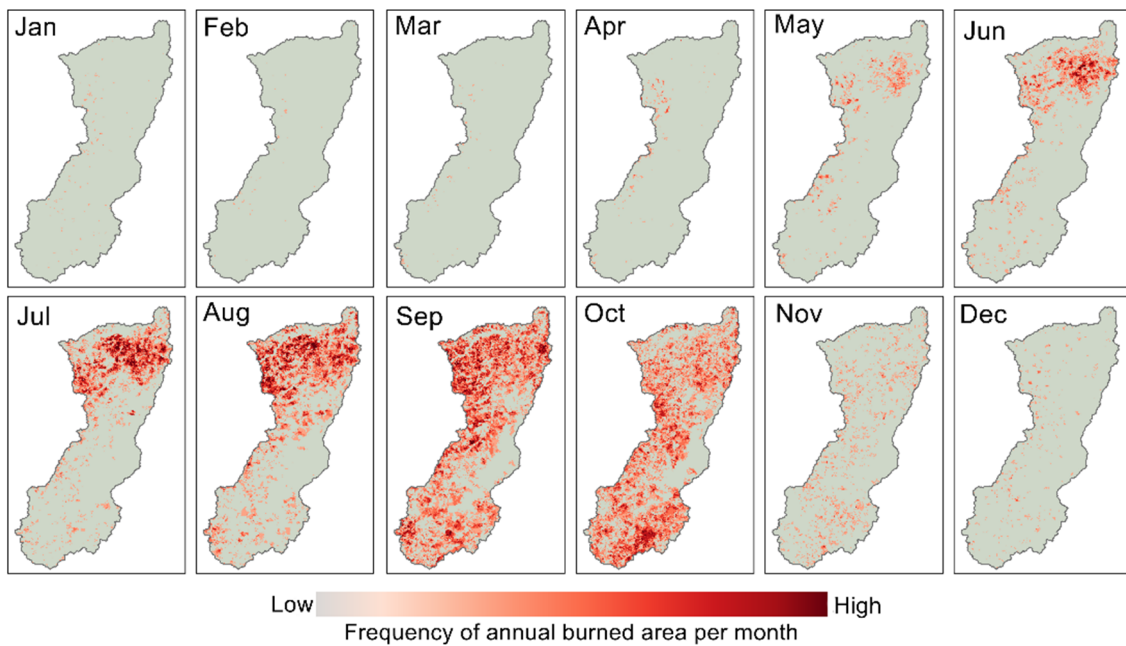 Jan
Feb
Mar
Apr
May
Jun
Jul
Aug
Sep
Oct
Nov
Dec
Low High
Frequency of annual burned area per month